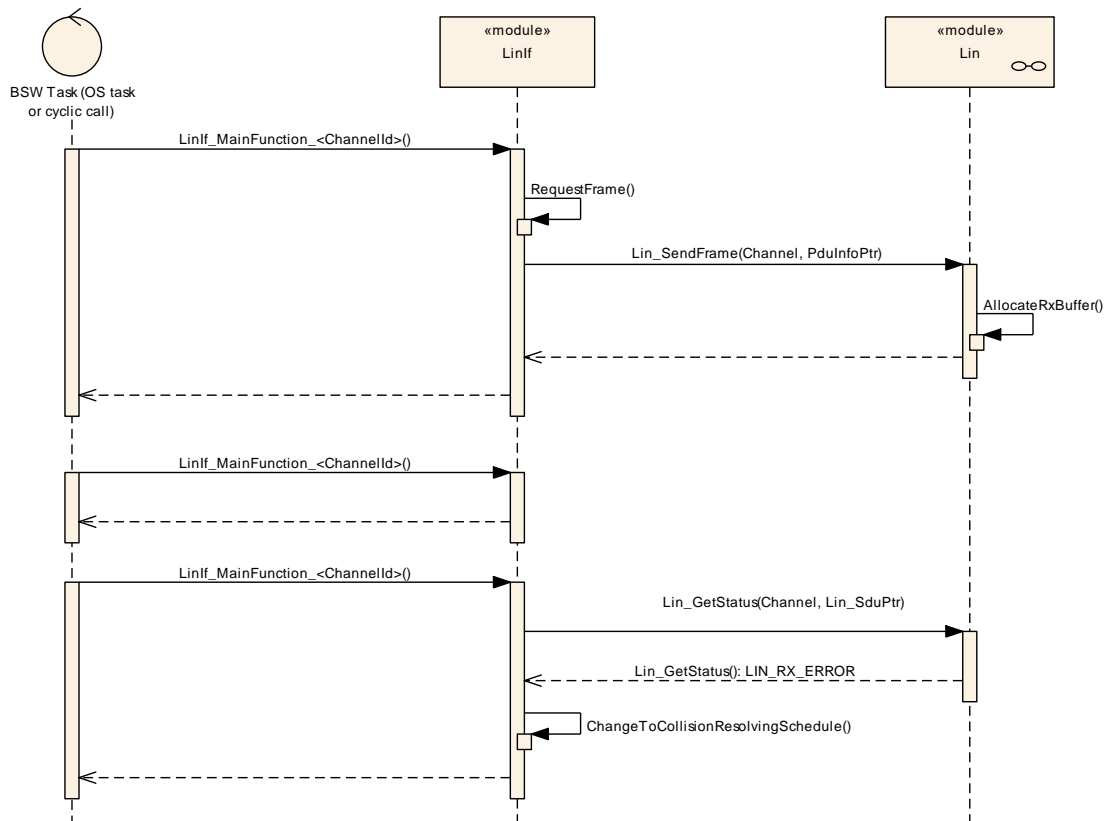 «module»
LinIf
«module»
Lin
BSW Task (OS task
or cyclic call)
LinIf_MainFunction_<ChannelId>()
RequestFrame()
Lin_SendFrame(Channel, PduInfoPtr)
AllocateRxBuffer()
LinIf_MainFunction_<ChannelId>()
LinIf_MainFunction_<ChannelId>()
Lin_GetStatus(Channel, Lin_SduPtr)
Lin_GetStatus(): LIN_RX_ERROR
ChangeToCollisionResolvingSchedule()